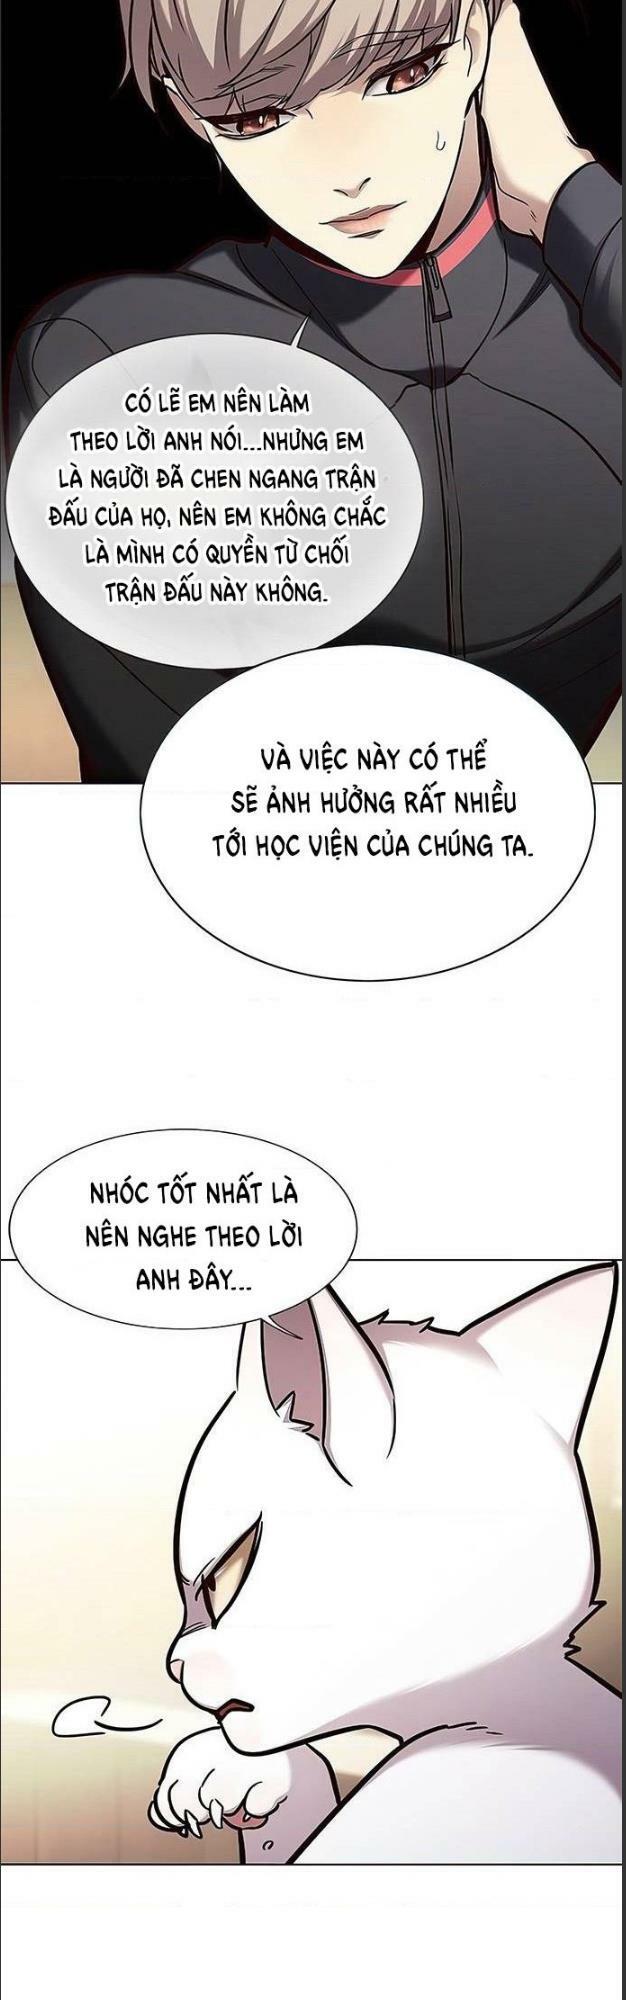 CÓ LẼ EM NÊN LÀM
THEO LỜI ANH NÓI...NHƯNG EM
LÀ NGƯỜI ĐÃ CHEN NGANG TRẬN
ĐẤU CỦA HỌ, NÊN EM KHÔNG CHẮC
LÀ MÌNH CÓ QUYỀN TỪ CHỐI
TRẬN ĐẤU NÀY KHÔNG.
VÀ VIỆC NÀY CÓ THỂ
SẼ ẢNH HƯỞNG RẤT NHIỀU
TỚI HỌC VIỆN CỦA CHÚNG TA.
NHÓC TỐT NHẤT LÀ
NÊN NGHE THEO LỜI
ANH ĐÂY...